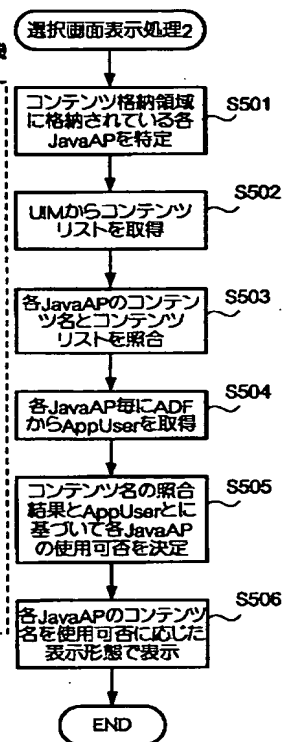 選択画面表示処理2
コンテンツ格納領域
に格納されている各
JavaAPを特定
S501
UIMからコンテンツ
リストを取得
S502
各JavaAPのコンテン
ツ名とコンテンツ
リストを照合
S503
各JavaAP毎にADF
からAppUserを取得
S504
コンテンツ名の照合
結果とAppUserとに
基づいて各JavaAP
の使用可否を決定
S505
各JavaAPのコンテンツ
名を使用可否に応じた
表示形態で表示
S506
END